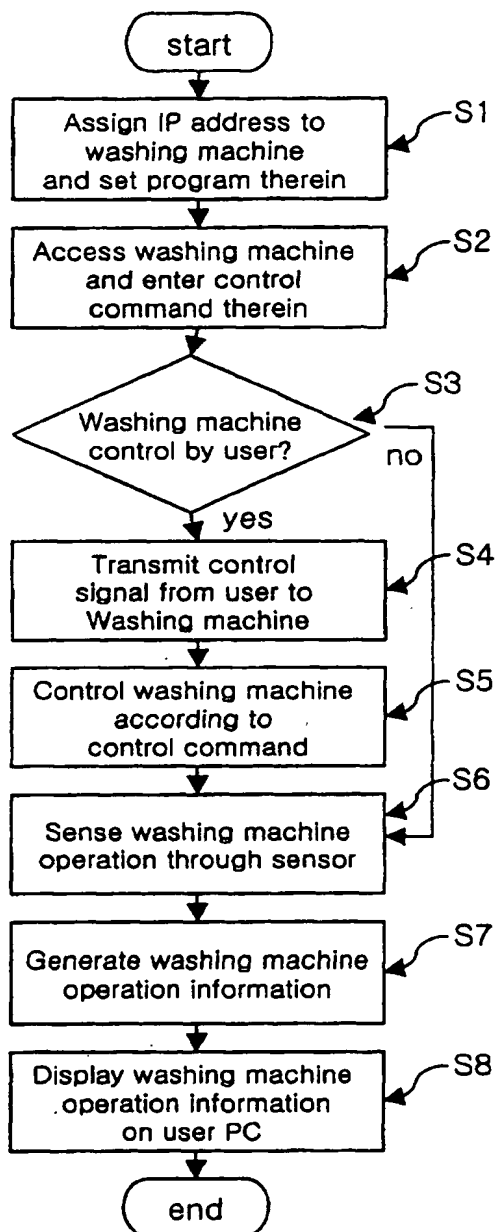 start
S1
Assign IP address to
washing machine
and set program therein
S2
Access washing machine
and enter control
command therein
S3
Washing machine
control by user?
no
yes
S4
Transmit control
signal from user to
Washing machine
S5
Control washing machine
according to
control command
S6
Sense washing machine
operation through sensor
S7
Generate washing machine
operation information
S8
Display washing machine
operation information
on user PC
end